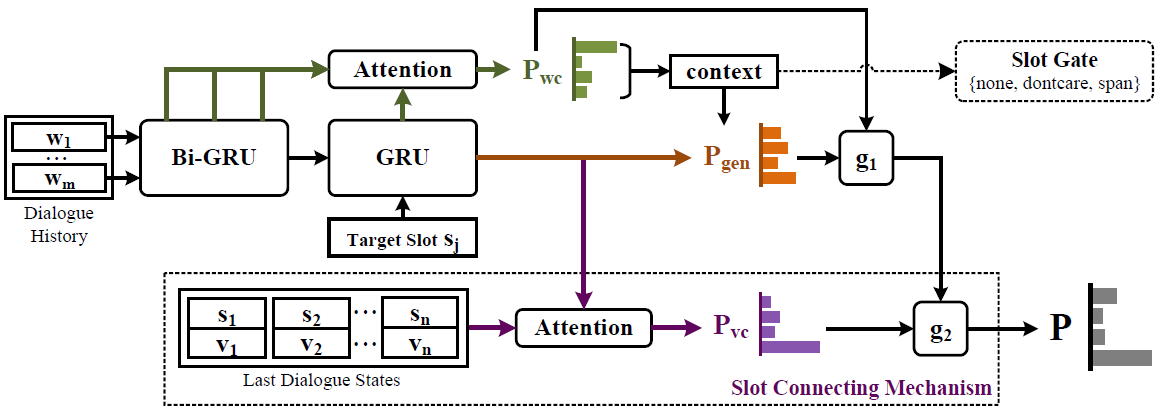 Attention
P_wc
context
Slot Gate
{none, dontcare, span}
w_1
...
w_m
Bi-GRU
GRU
P_gen
g_1
Dialogue
History
Target Slot s_j
s_1 s_2 ... s_n
v_1 v_2 ... v_n
Attention
P_vc
g_2
P
Last Dialogue States
Slot Connecting Mechanism